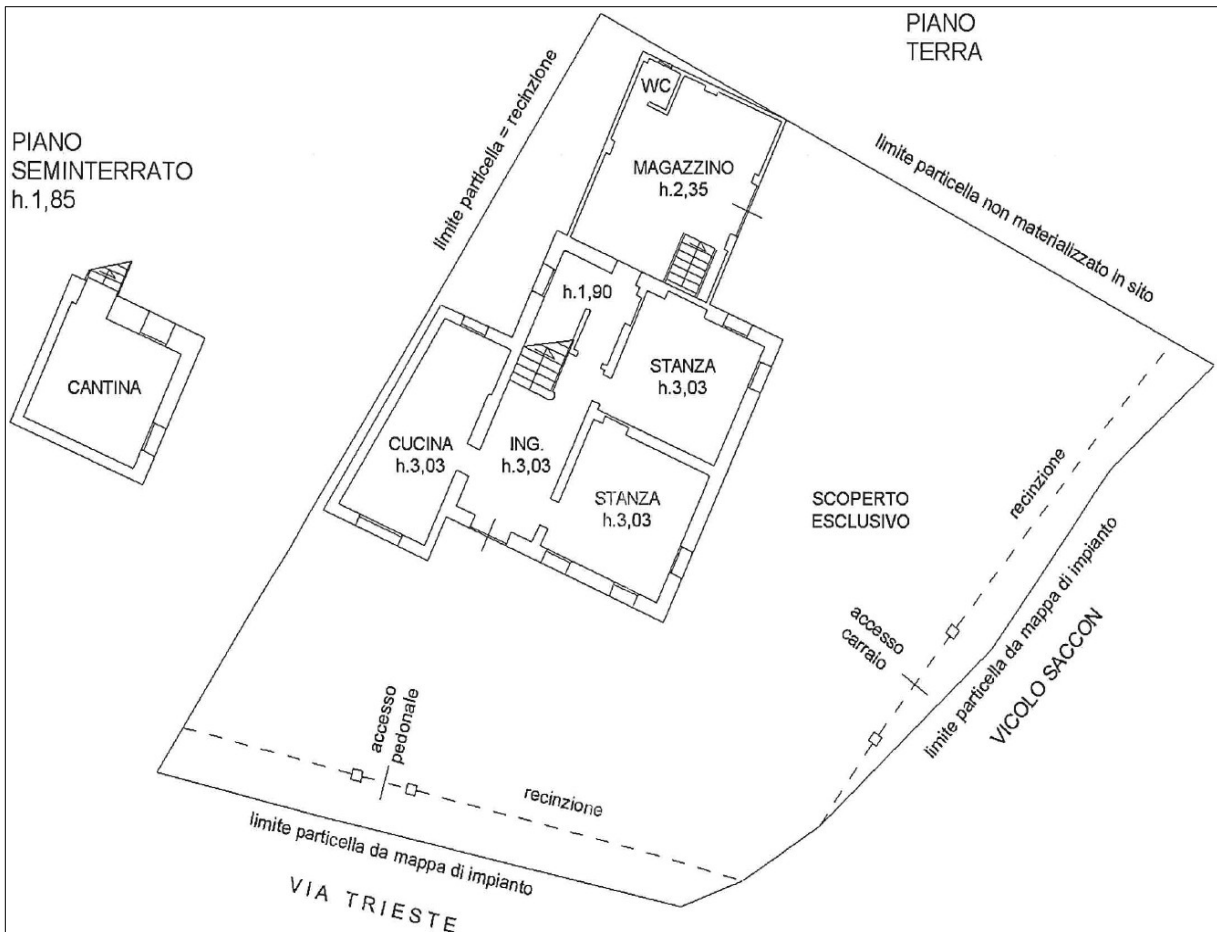 PIANO
TERRA
PIANO
SEMINTERRATO
h.1,85
CANTINA
limite particella = recinzione
WC
MAGAZZINO
h.2,35
limite particella non materializzato in sito
h.1,90
STANZA
h.3,03
CUCINA
h.3,03
ING.
h.3,03
STANZA
h.3,03
SCOPERTO
ESCLUSIVO
recinzione
accesso
carraio
limite particella da mappa di impianto
VICOLO SACCON
accesso
pedonale
recinzione
limite particella da mappa di impianto
VIA TRIESTE